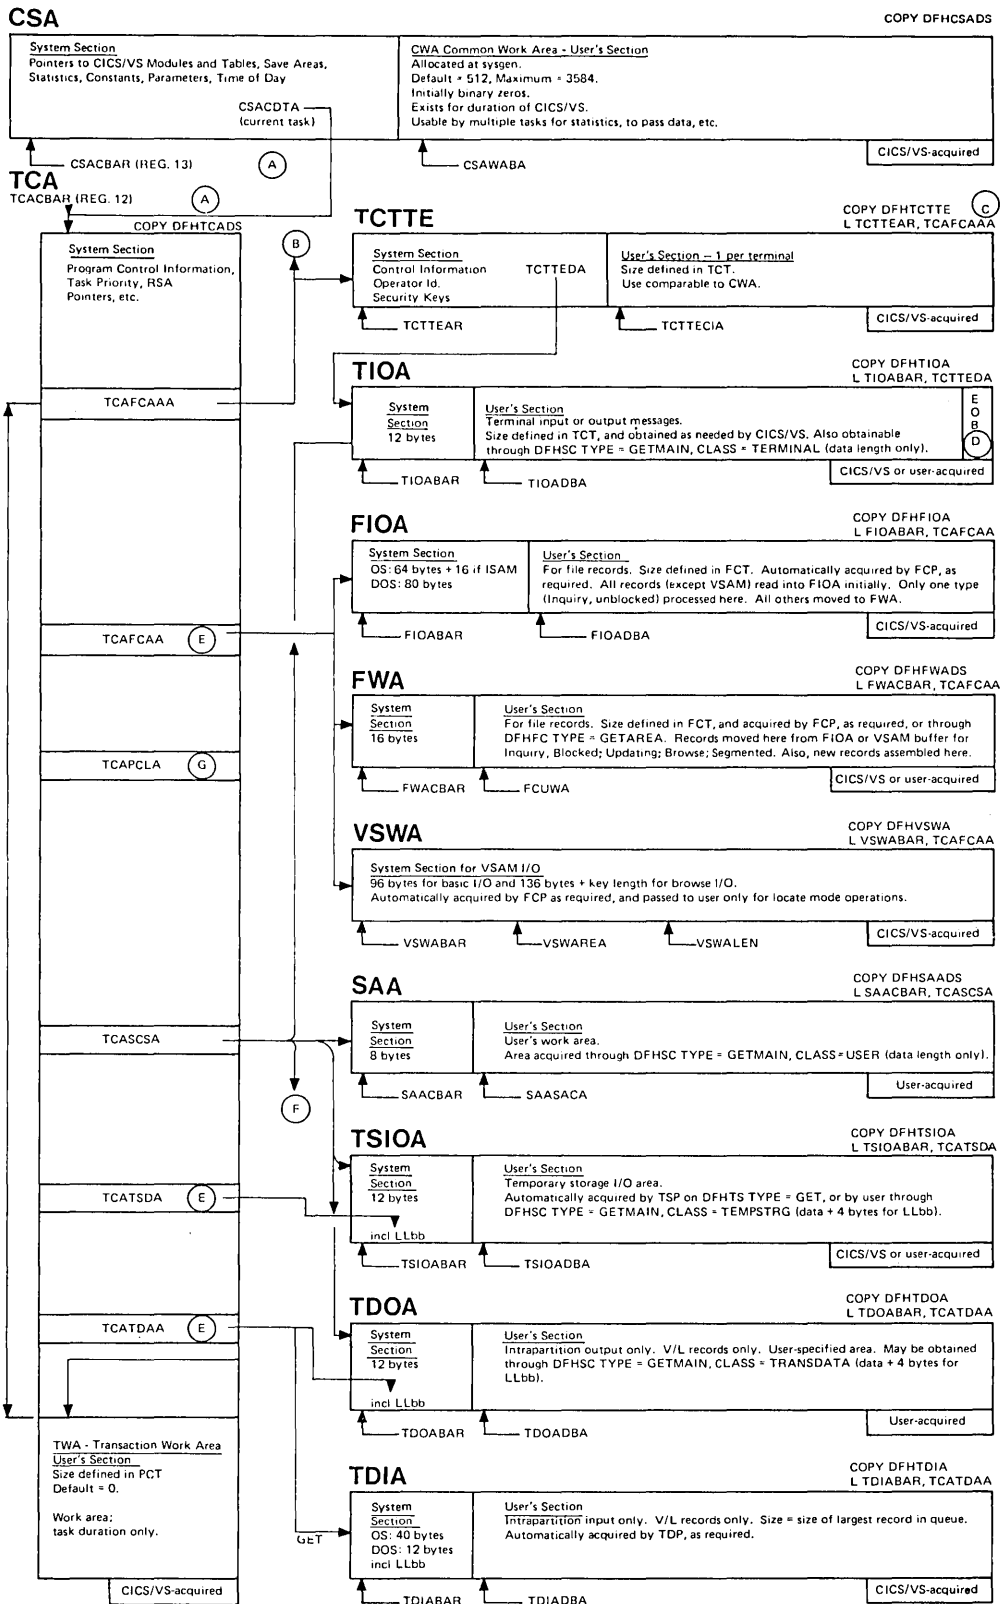 CSA
COPY DFHCSADS
System Section
Pointers to CICS/VS Modules and Tables, Save Areas,
Statistics, Constants, Parameters, Time of Day
CSACDTA
(current task)
CWA Common Work Area - User's Section
Allocated at sysgen.
Default = 512, Maximum = 3584.
Initially binary zeros.
Exists for duration of CICS/VS.
Usable by multiple tasks for statistics, to pass data, etc.
CICS/VS-acquired
CSACBAR (REG. 13)
A
CSAWABA
TCA
TCACBAR (REG. 12)
A
COPY DFHTCADS
System Section
Program Control Information,
Task Priority, RSA
Pointers, etc.
B
TCTTE
COPY DFHTCTTE
C
L TCTTEAR, TCAFCAAA
System Section
Control Information
Operator Id.
Security Keys
TCTTEDA
User's Section - 1 per terminal
Size defined in TCT.
Use comparable to CWA.
CICS/VS-acquired
TCTTEAR
TCTTECIA
TCAFCAAA
TIOA
COPY DFHTIOA
L TIOABAR, TCTTEDA
System
Section
12 bytes
User's Section
Terminal input or output messages.
Size defined in TCT, and obtained as needed by CICS/VS. Also obtainable
through DFHSC TYPE = GETMAIN, CLASS = TERMINAL (data length only).
E
O
B
D
CICS/VS or user-acquired
TIOABAR
TIOADBA
FIOA
COPY DFHFIOA
L FIOABAR, TCAFCAA
System Section
OS: 64 bytes + 16 if ISAM
DOS: 80 bytes
User's Section
For file records. Size defined in FCT. Automatically acquired by FCP, as
required. All records (except VSAM) read into FIOA initially. Only one type
(Inquiry, unblocked) processed here. All others moved to FWA.
CICS/VS-acquired
FIOABAR
FIOADBA
TCAFCAA
E
FWA
COPY DFHFWADS
L FWACBAR, TCAFCAA
System
Section
16 bytes
User's Section
For file records. Size defined in FCT, and acquired by FCP, as required, or through
DFHFC TYPE = GETAREA. Records moved here from FIOA or VSAM buffer for
Inquiry, Blocked; Updating; Browse; Segmented. Also, new records assembled here.
CICS/VS or user-acquired
FWACBAR
FCUWA
TCAPCLA
G
VSWA
COPY DFHVSWA
L VSWABAR, TCAFCAA
System Section for VSAM I/O
96 bytes for basic I/O and 136 bytes + key length for browse I/O.
Automatically acquired by FCP as required, and passed to user only for locate mode operations.
CICS/VS-acquired
VSWABAR
VSWAREA
VSWALEN
SAA
COPY DFHSAADS
L SAACBAR, TCASCSA
System
Section
8 bytes
User's Section
User's work area.
Area acquired through DFHSC TYPE = GETMAIN, CLASS=USER (data length only).
User-acquired
SAACBAR
SAASACA
TCASCSA
F
TSIOA
COPY DFHTSIOA
L TSIOABAR, TCATSDA
System
Section
12 bytes
incl LLbb
User's Section
Temporary storage I/O area.
Automatically acquired by TSP on DFHTS TYPE = GET, or by user through
DFHSC TYPE = GETMAIN, CLASS = TEMPSTRG (data + 4 bytes for LLbb).
CICS/VS or user-acquired
TSIOABAR
TSIOADBA
TCATSDA
E
TDOA
COPY DFHTDOA
L TDOABAR, TCATDAA
System
Section
12 bytes
incl LLbb
User's Section
Intrapartition output only. V/L records only. User-specified area. May be obtained
through DFHSC TYPE = GETMAIN, CLASS = TRANSDATA (data + 4 bytes for
LLbb).
User-acquired
TDOABAR
TDOADBA
TCATDAA
E
TWA - Transaction Work Area
User's Section
Size defined in PCT
Default = 0.
Work area;
task duration only.
CICS/VS-acquired
GET
TDIA
COPY DFHTDIA
L TDIABAR, TCATDAA
System
Section
OS: 40 bytes
DOS: 12 bytes
incl LLbb
User's Section
Intrapartition input only. V/L records only. Size = size of largest record in queue.
Automatically acquired by TDP, as required.
CICS/VS-acquired
TDIABAR
TDIADBA